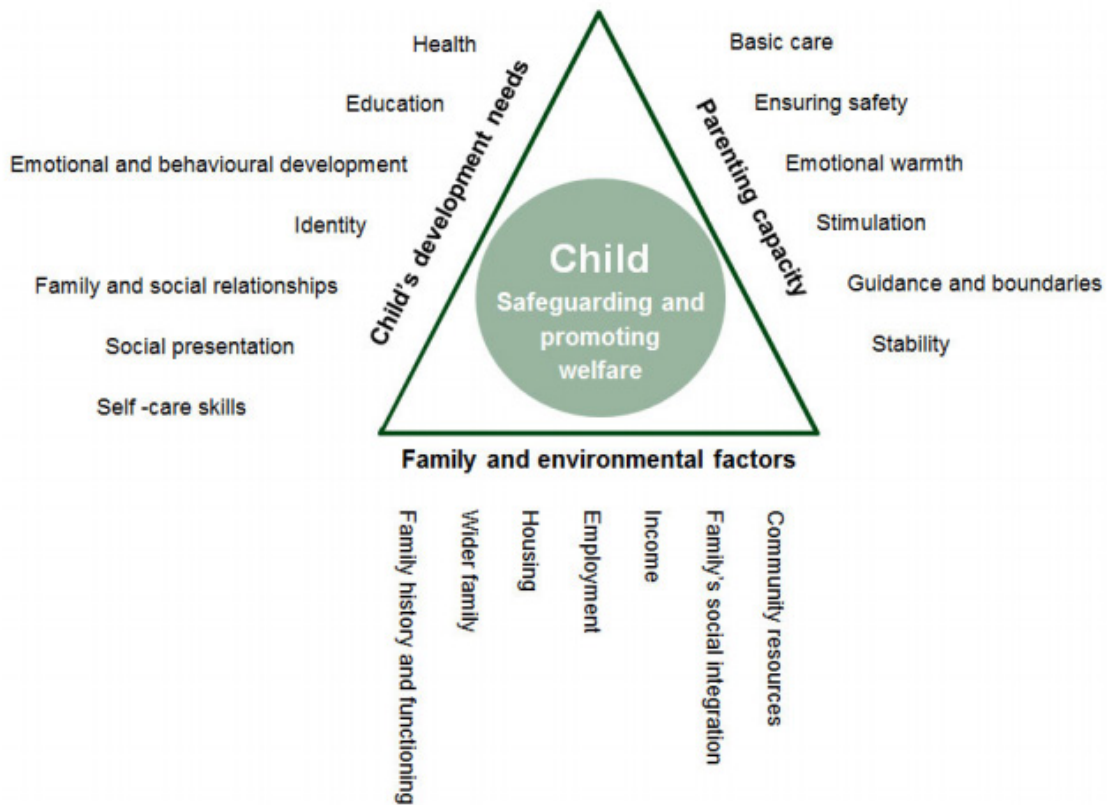 Health
Education
Emotional and behavioural development
Identity
Family and social relationships
Social presentation
Self -care skills
Child's development needs
Child
Safeguarding and
promoting
welfare
Parenting capacity
Basic care
Ensuring safety
Emotional warmth
Stimulation
Guidance and boundaries
Stability
Family and environmental factors
Family history and functioning
Wider family
Housing
Employment
Income
Family's social integration
Community resources